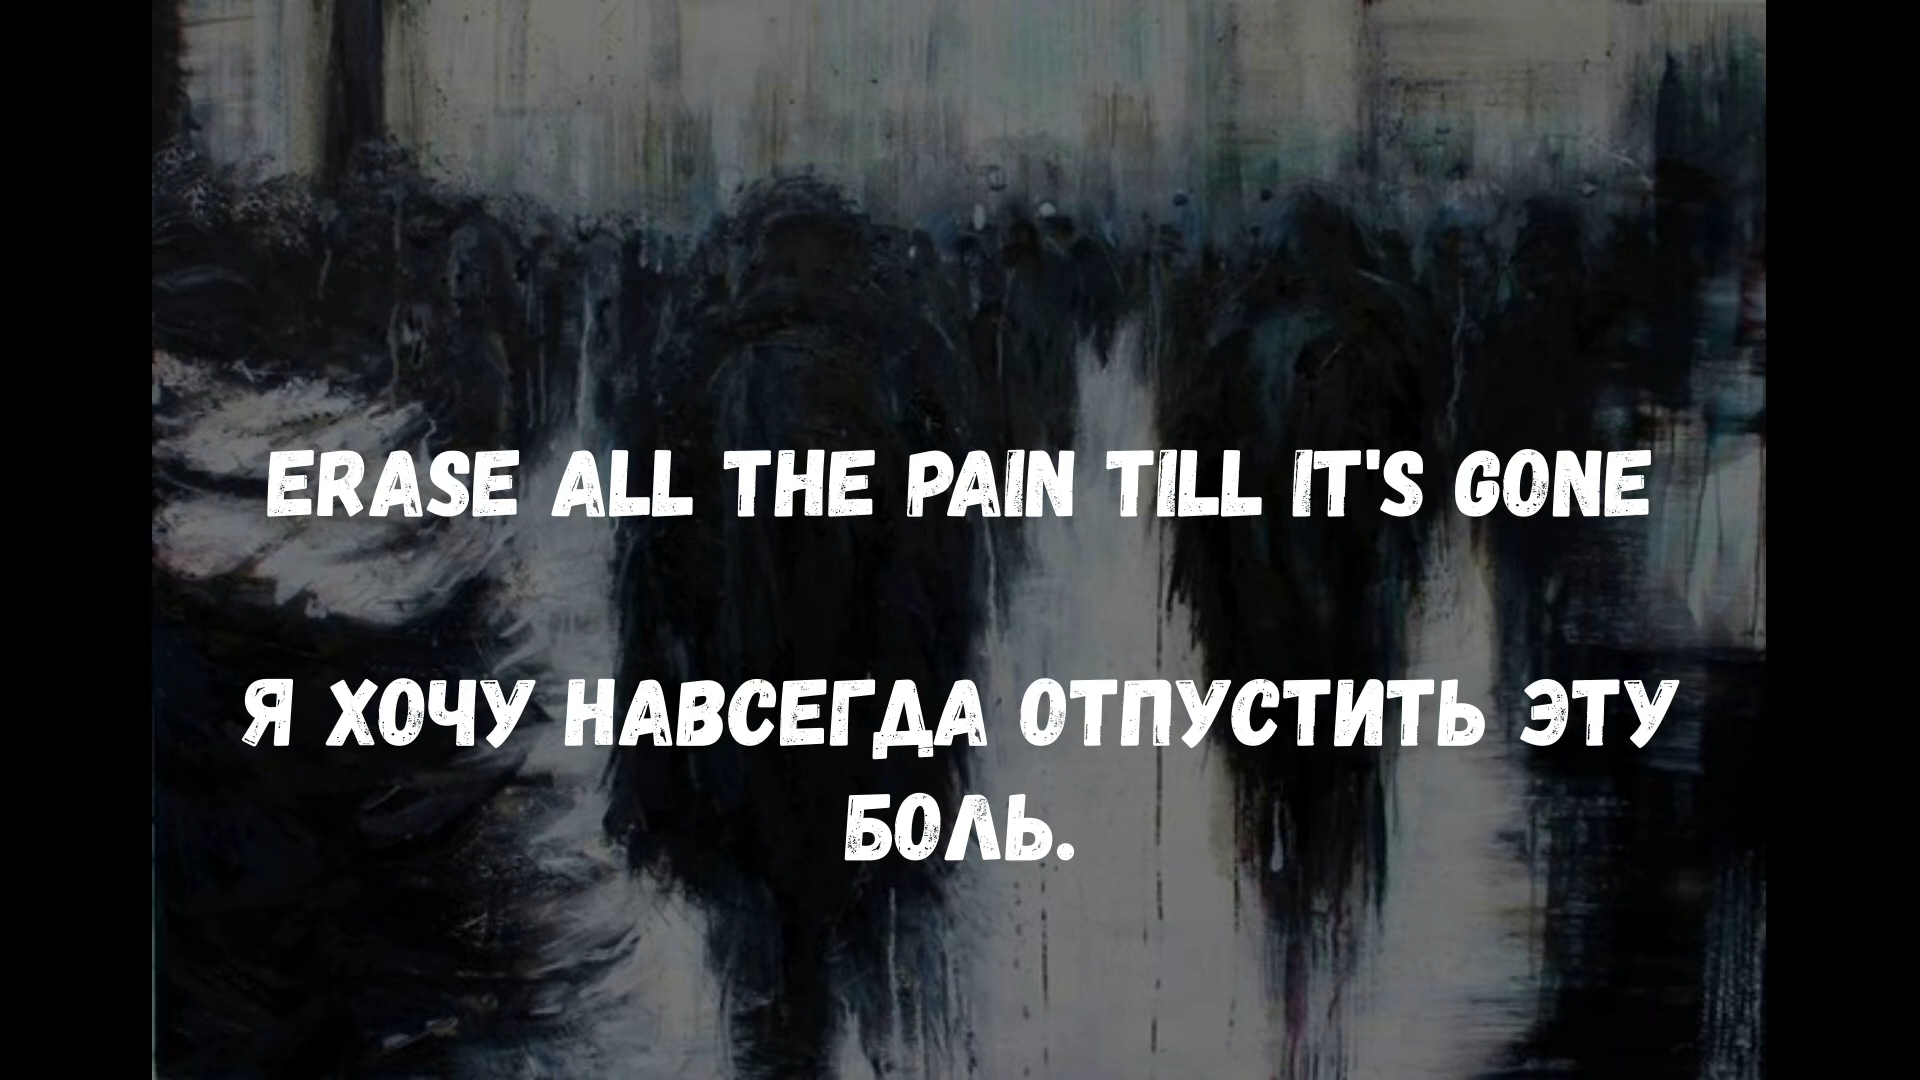 ERASE ALL THE PAIN TILL IT'S GONE
Я ХОЧУ НАВСЕГДА ОТПУСТИТЬ ЭТУ
БОЛЬ.